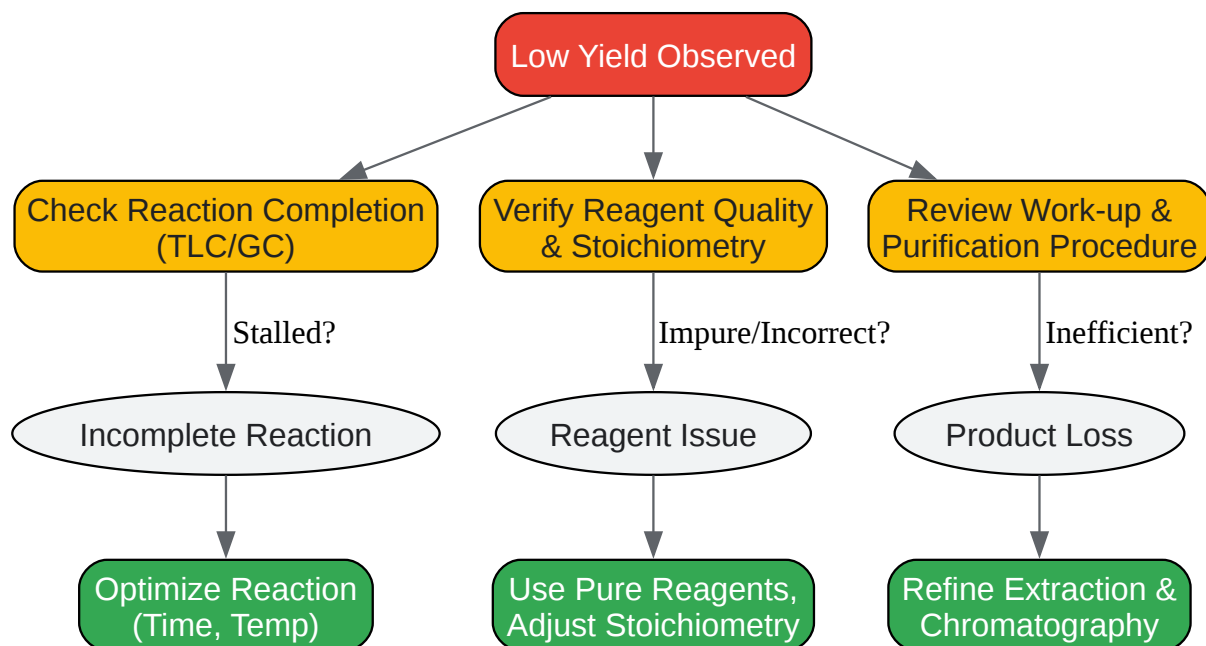 Low Yield Observed
Check Reaction Completion
(TLC/GC)
Verify Reagent Quality
& Stoichiometry
Review Work-up &
Purification Procedure
Stalled?
Impure/Incorrect?
Inefficient?
Incomplete Reaction
Reagent Issue
Product Loss
Optimize Reaction
(Time, Temp)
Use Pure Reagents,
Adjust Stoichiometry
Refine Extraction &
Chromatography